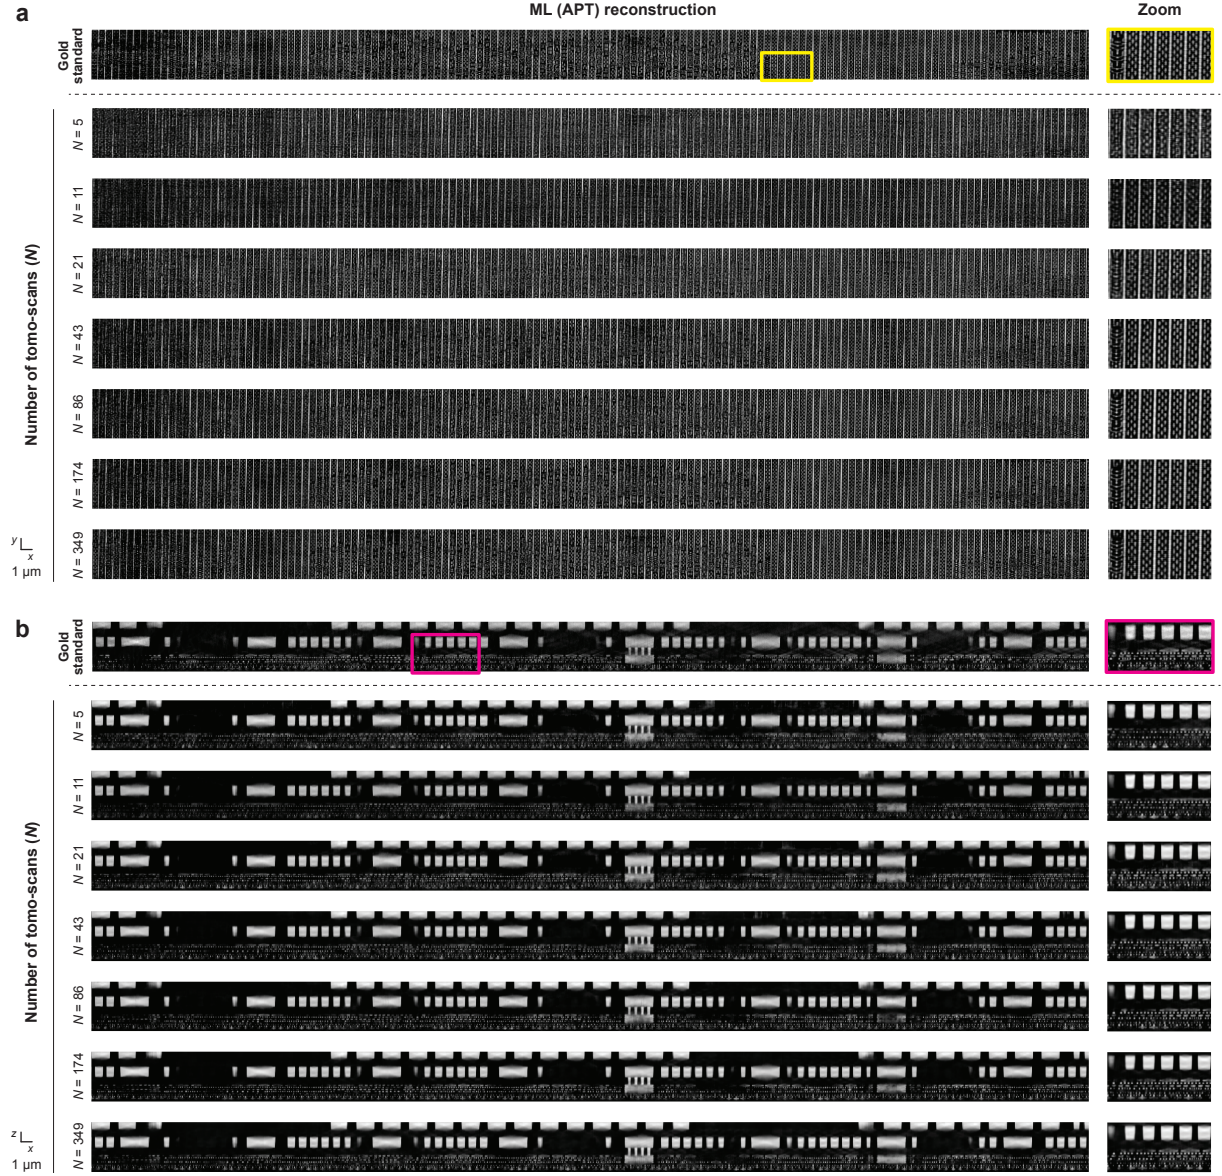 a
ML (APT) reconstruction
Zoom
Gold
standard
Number of tomo-scans (N)
N = 5
N = 11
N = 21
N = 43
N = 86
N = 174
N = 349
y
x
1 µm
b
Gold
standard
Number of tomo-scans (N)
N = 5
N = 11
N = 21
N = 43
N = 86
N = 174
N = 349
z
x
1 µm